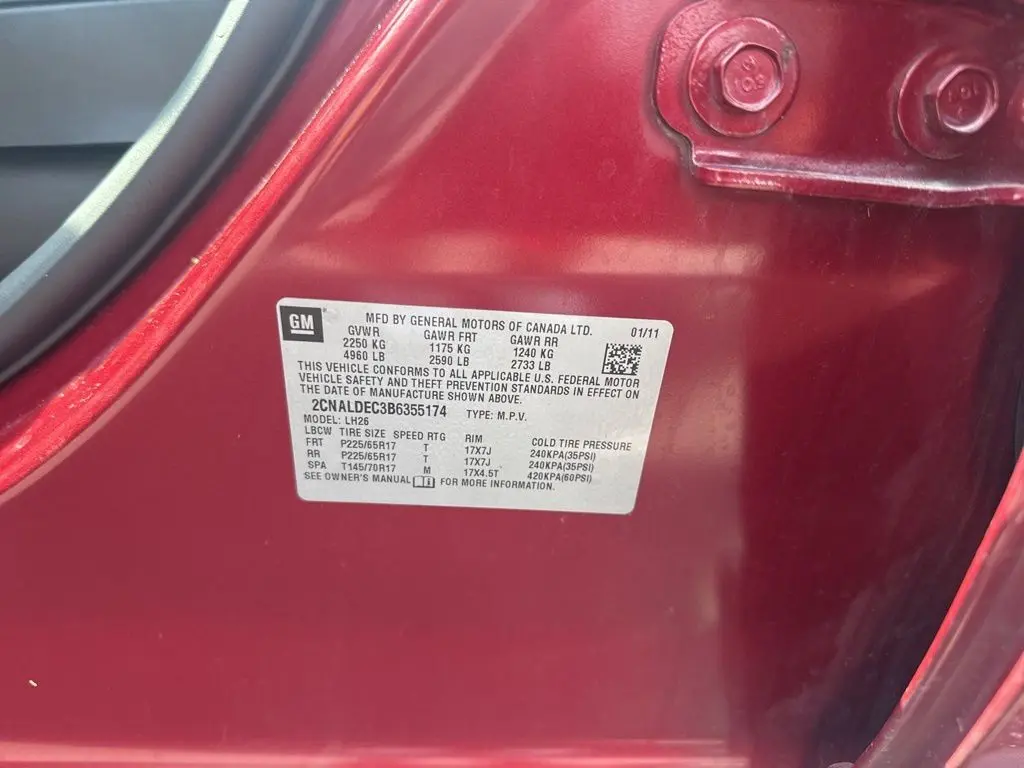 GM
MFD BY GENERAL MOTORS OF CANADA LTD. 01/11
GVWR GAWR FRT GAWR RR
2250 KG 1175 KG 1240 KG
4960 LB 2590 LB 2733 LB
THIS VEHICLE CONFORMS TO ALL APPLICABLE U.S. FEDERAL MOTOR
VEHICLE SAFETY AND THEFT PREVENTION STANDARDS IN EFFECT ON
THE DATE OF MANUFACTURE SHOWN ABOVE.
2CNALDEC3B6355174 TYPE: M.P.V.
MODEL: LH26
LBCW TIRE SIZE SPEED RTG RIM COLD TIRE PRESSURE
FRT P225/65R17 T 17X7J 240KPA(35PSI)
RR P225/65R17 T 17X7J 240KPA(35PSI)
SPA T145/70R17 M 17X4.5T 420KPA(60PSI)
SEE OWNER'S MANUAL FOR MORE INFORMATION.